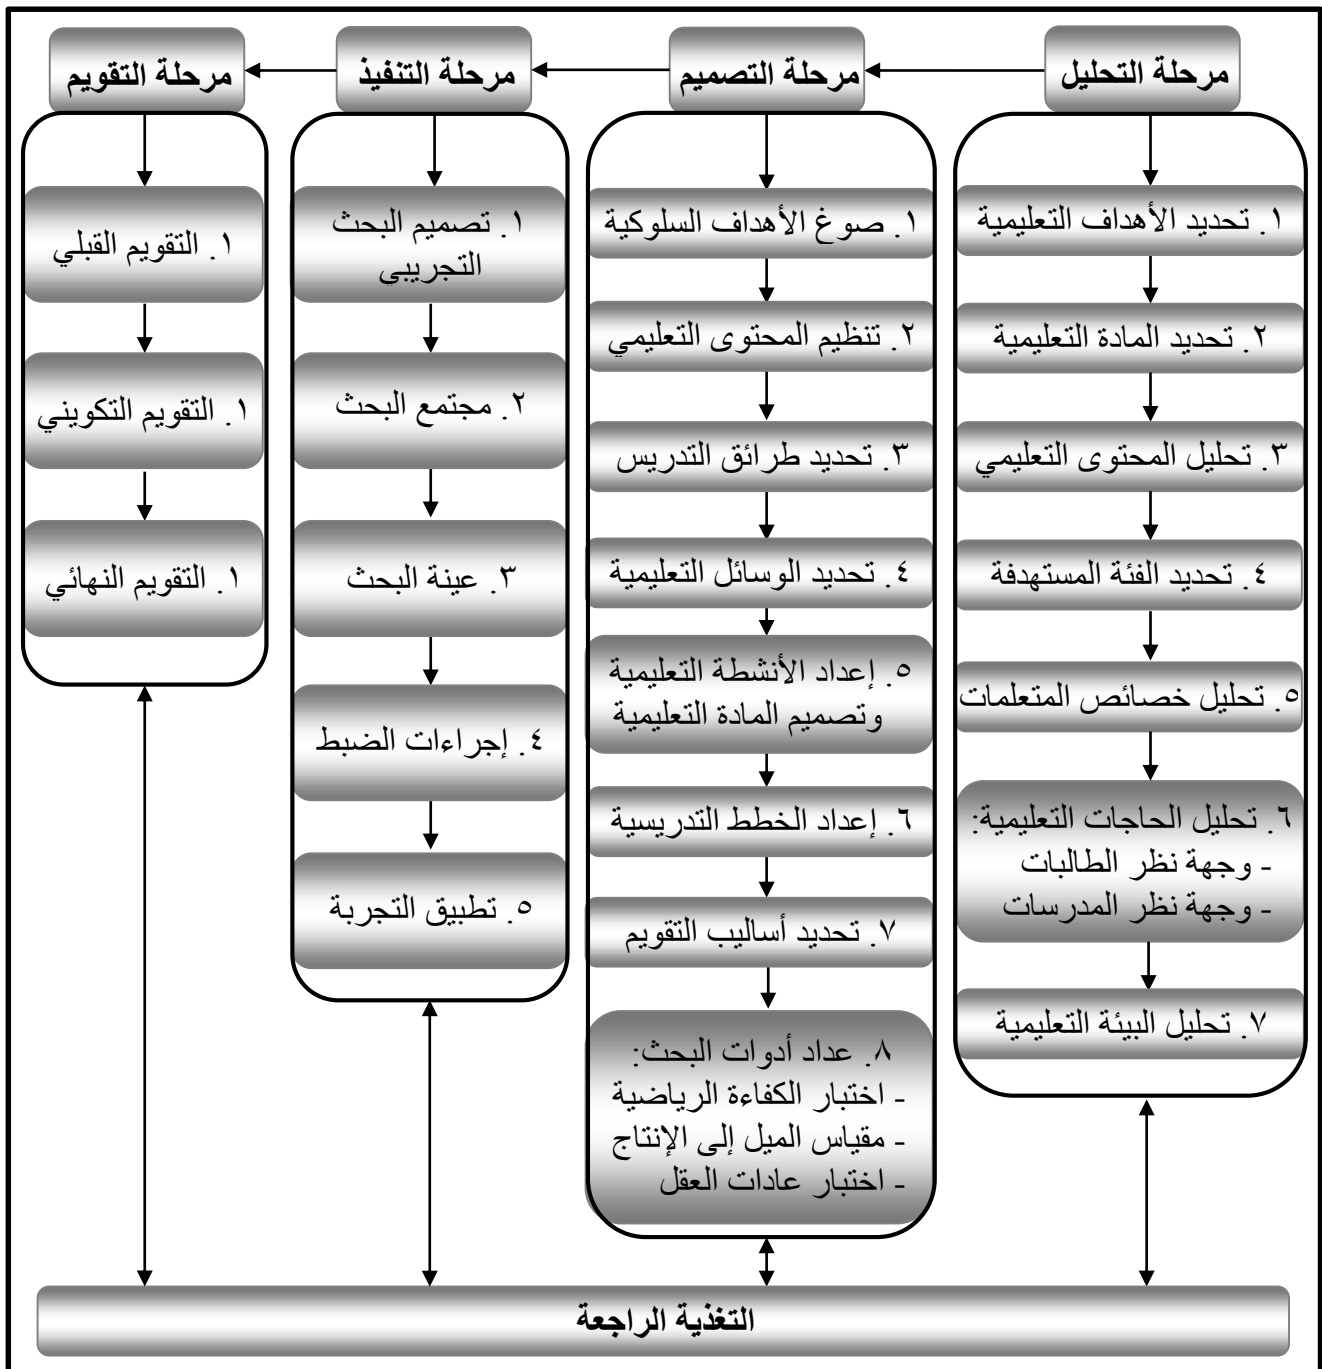 مرحلة التحليل
مرحلة التصميم
مرحلة التنفيذ
مرحلة التقويم
١. تحديد الأهداف التعليمية
٢. تحديد المادة التعليمية
٣. تحليل المحتوى التعليمي
٤. تحديد الفئة المستهدفة
٥. تحليل خصائص المتعلمات
٦. تحليل الحاجات التعليمية:
- وجهة نظر الطالبات
- وجهة نظر المدرسات
٧. تحليل البيئة التعليمية
١. صوغ الأهداف السلوكية
٢. تنظيم المحتوى التعليمي
٣. تحديد طرائق التدريس
٤. تحديد الوسائل التعليمية
٥. إعداد الأنشطة التعليمية
وتصميم المادة التعليمية
٦. إعداد الخطط التدريسية
٧. تحديد أساليب التقويم
٨. عداد أدوات البحث:
- اختبار الكفاءة الرياضية
- مقياس الميل إلى الإنتاج
- اختبار عادات العقل
١. تصميم البحث
التجريبي
٢. مجتمع البحث
٣. عينة البحث
٤. إجراءات الضبط
٥. تطبيق التجربة
١. التقويم القبلي
١. التقويم التكويني
١. التقويم النهائي
التغذية الراجعة